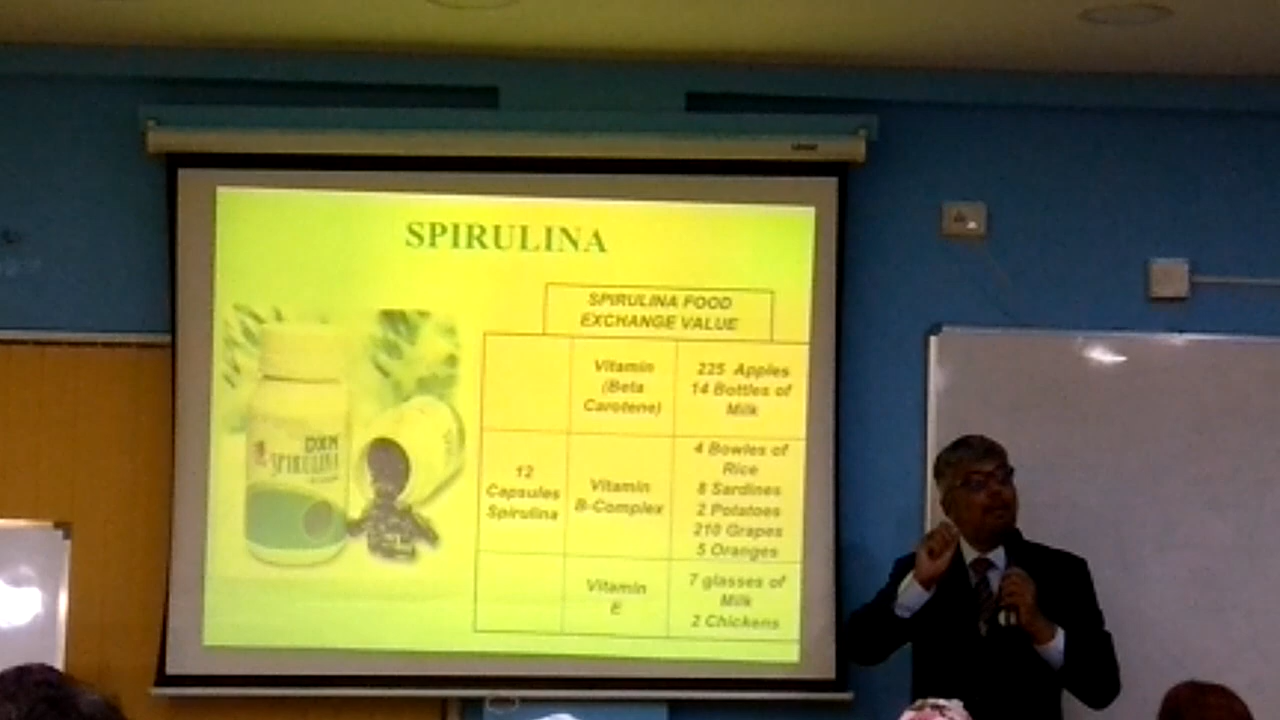 SPIRULINA
SPIRULINA FOOD
EXCHANGE VALUE
DXN
SPIRULINA
12
Capsules
Spirulina
Vitamin
(Beta
Carotene)
225 Apples
14 Bottles of
Milk
Vitamin
B-Complex
4 Bowles of
Rice
8 Sardines
2 Potatoes
210 Grapes
5 Oranges
Vitamin
E
7 glasses of
Milk
2 Chickens